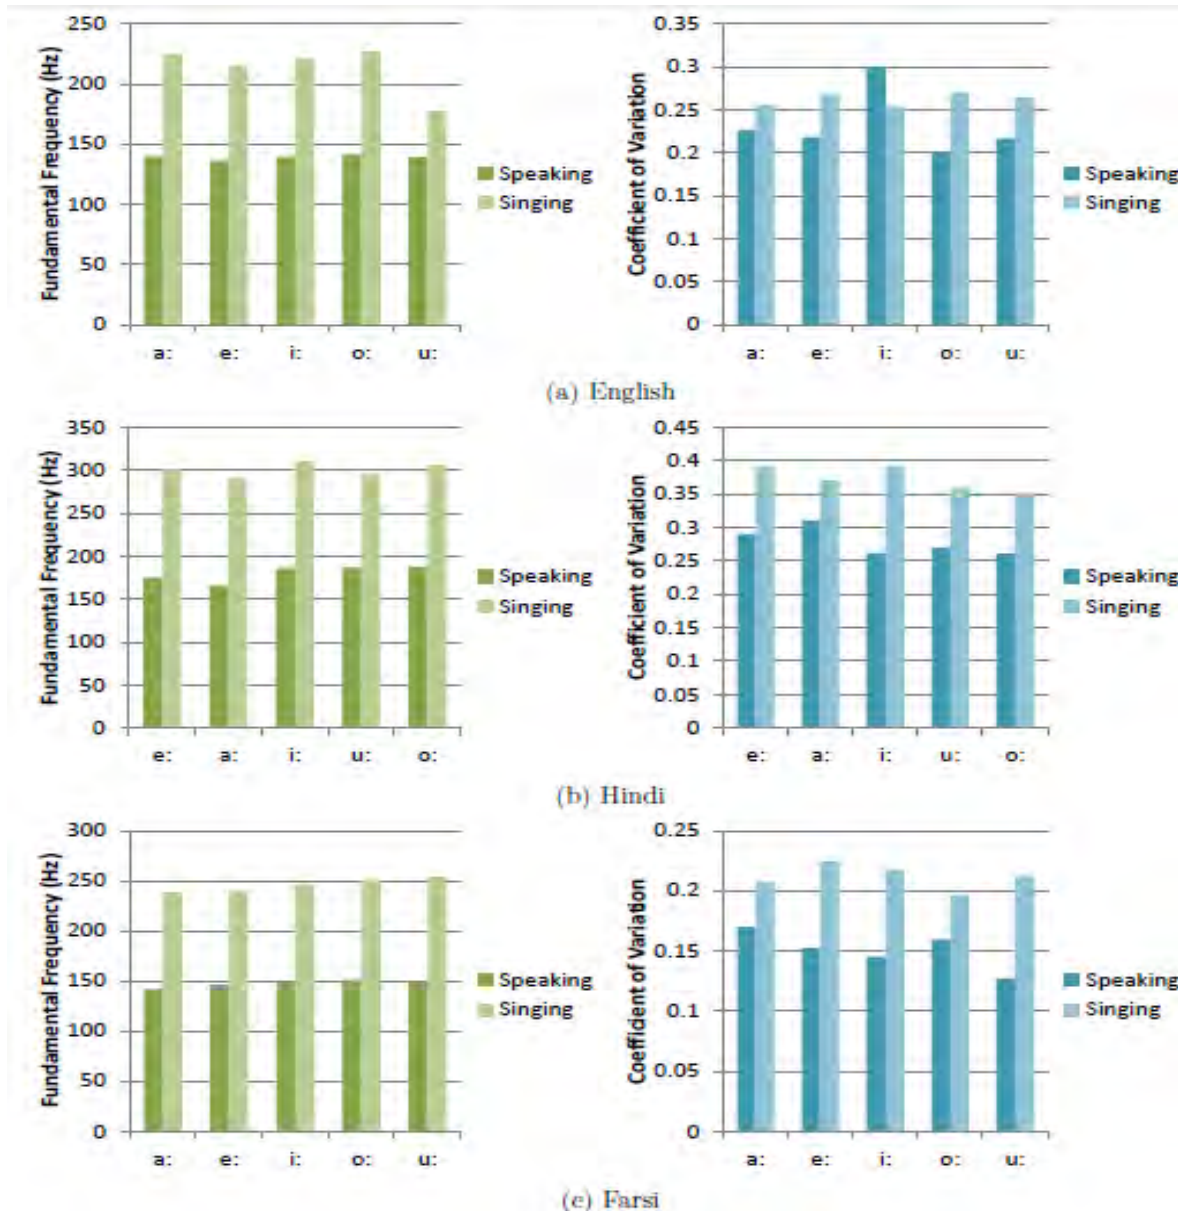 Fundamental Frequency (Hz)
250
200
150
100
50
0
a: e: i: o: u:
Speaking
Singing
Coefficient of Variation
0.35
0.3
0.25
0.2
0.15
0.1
0.05
0
a: e: i: o: u:
Speaking
Singing
(a) English
Fundamental Frequency (Hz)
350
300
250
200
150
100
50
0
e: a: i: u: o:
Speaking
Singing
Coefficient of Variation
0.45
0.4
0.35
0.3
0.25
0.2
0.15
0.1
0.05
0
e: a: i: u: o:
Speaking
Singing
(b) Hindi
Fundamental Frequency (Hz)
300
250
200
150
100
50
0
a: e: i: o: u:
Speaking
Singing
Coefficient of Variation
0.25
0.2
0.15
0.1
0.05
0
a: e: i: o: u:
Speaking
Singing
(c) Farsi